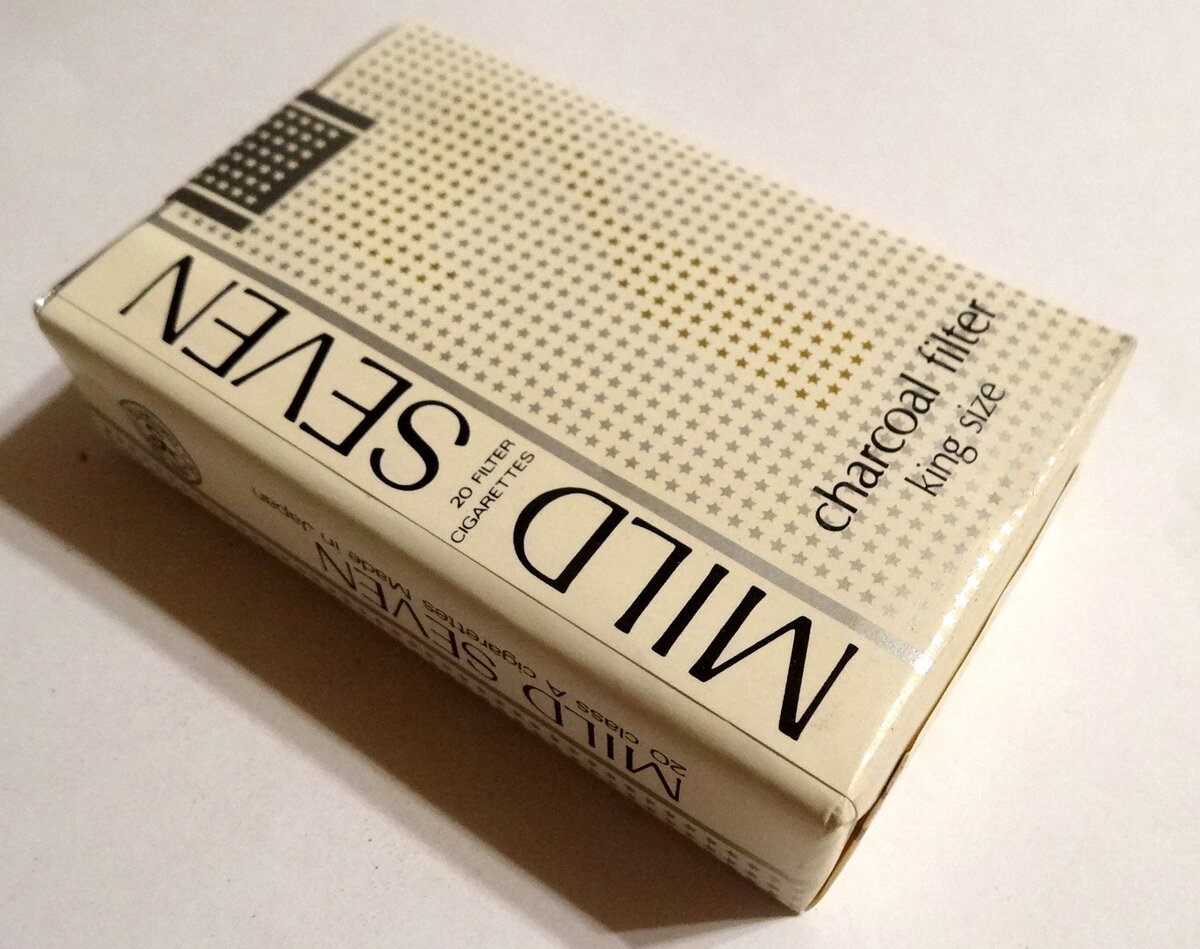 MILD SEVEN
20 FILTER
CIGARETTES
charcoal filter
king size
MILD SEVEN
20 class A cigarettes Made in Japan